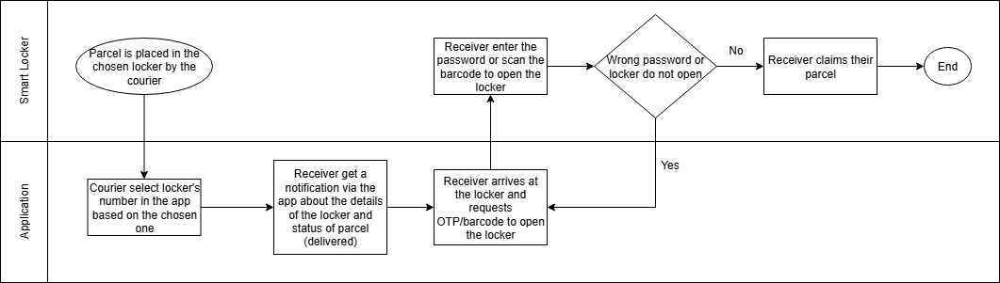 Smart Locker
Parcel is placed in the
chosen locker by the
courier
Receiver enter the
password or scan the
barcode to open the
locker
Wrong password or
locker do not open
No
Receiver claims their
parcel
End
Application
Courier select locker's
number in the app
based on the chosen
one
Receiver get a
notification via the
app about the details
of the locker and
status of parcel
(delivered)
Receiver arrives at
the locker and
requests
OTP/barcode to open
the locker
Yes